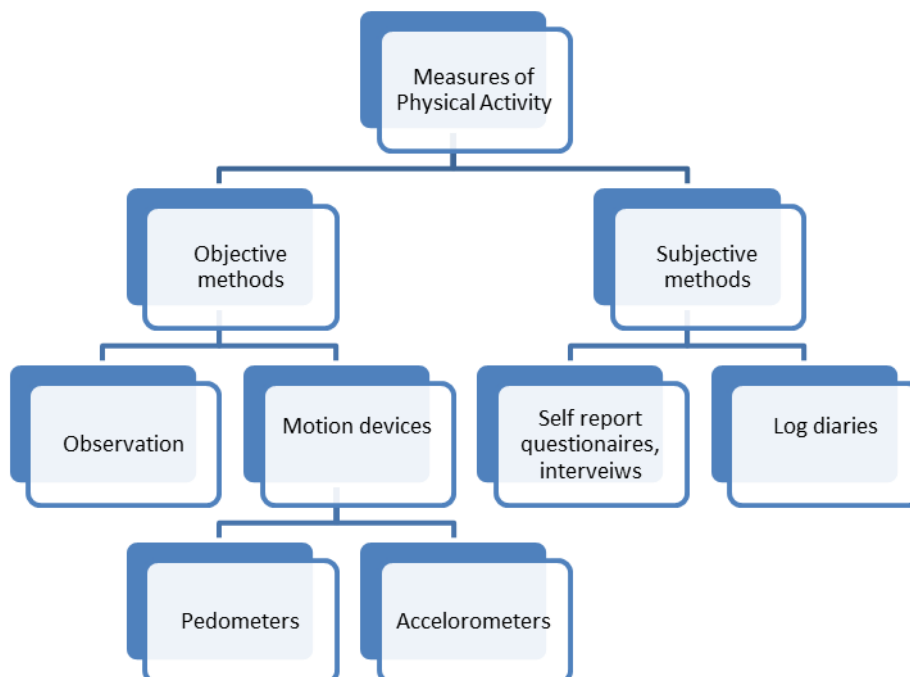 Measures of
Physical Activity
Objective
methods
Subjective
methods
Observation
Motion devices
Self report
questionaires,
interveiws
Log diaries
Pedometers
Accelorometers